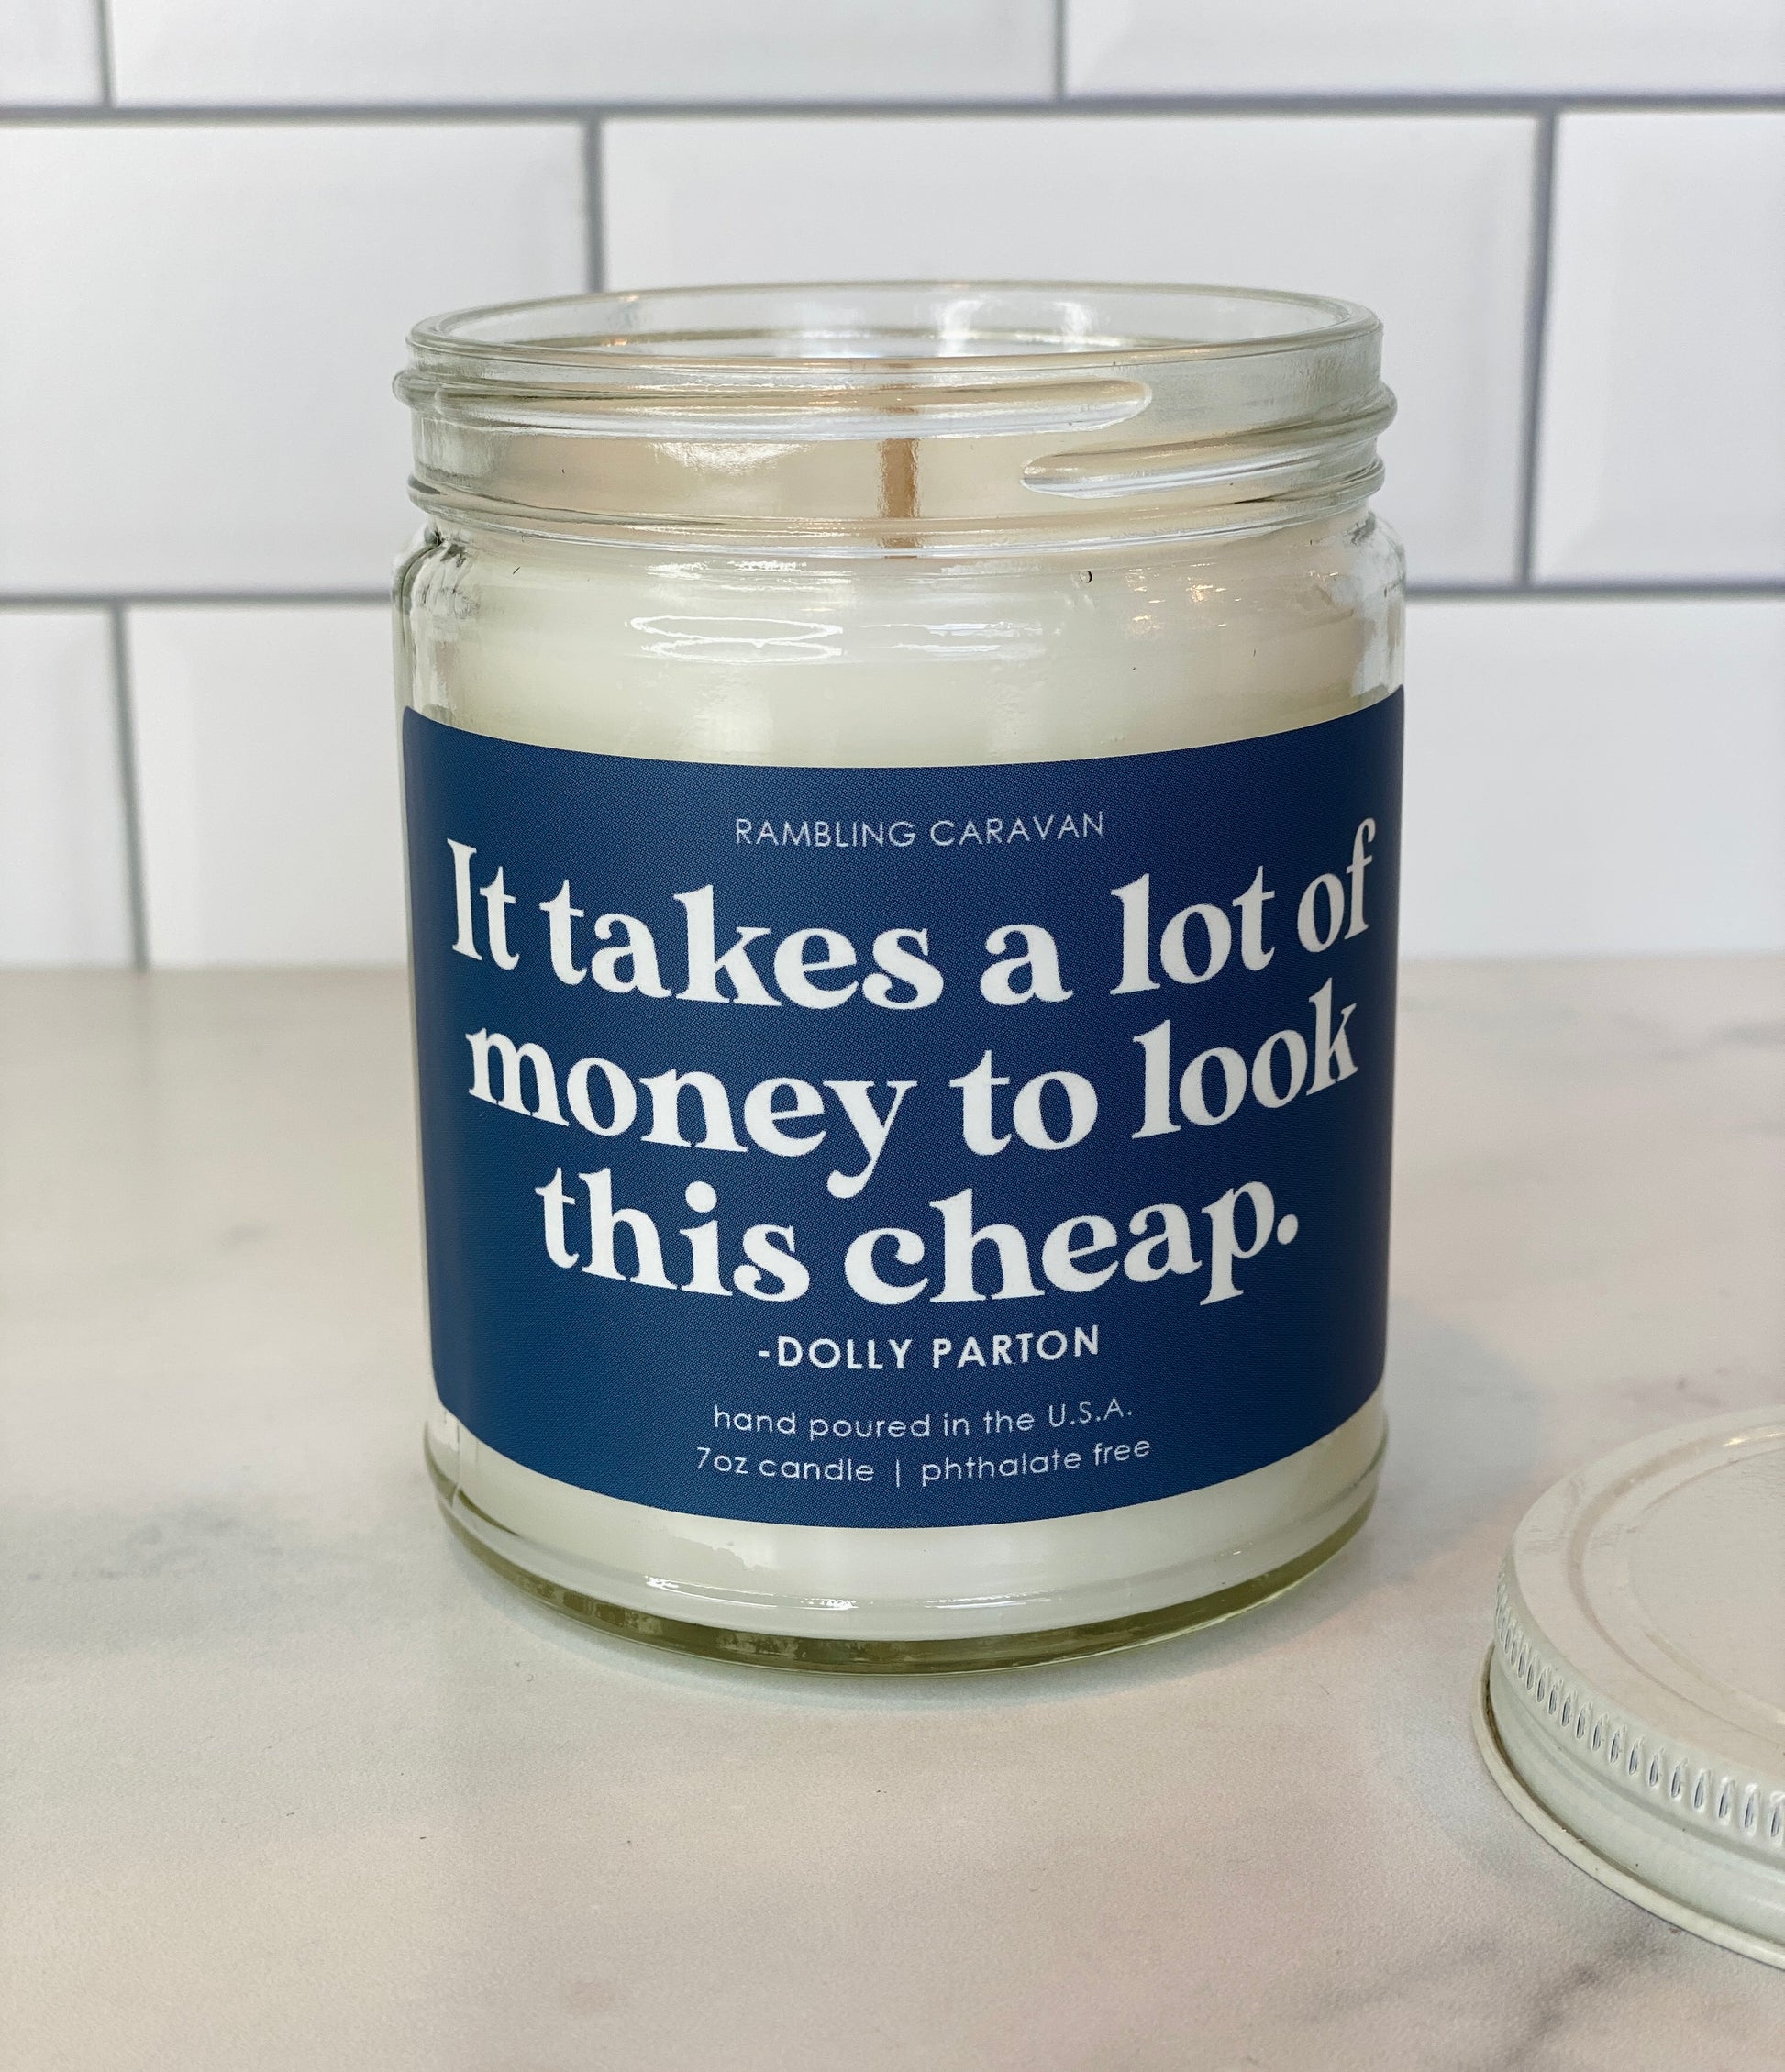 RAMBLING CARAVAN
It takes a lot of
money to look
this cheap.
-DOLLY PARTON
hand poured in the U.S.A.
7oz candle | phthalate free